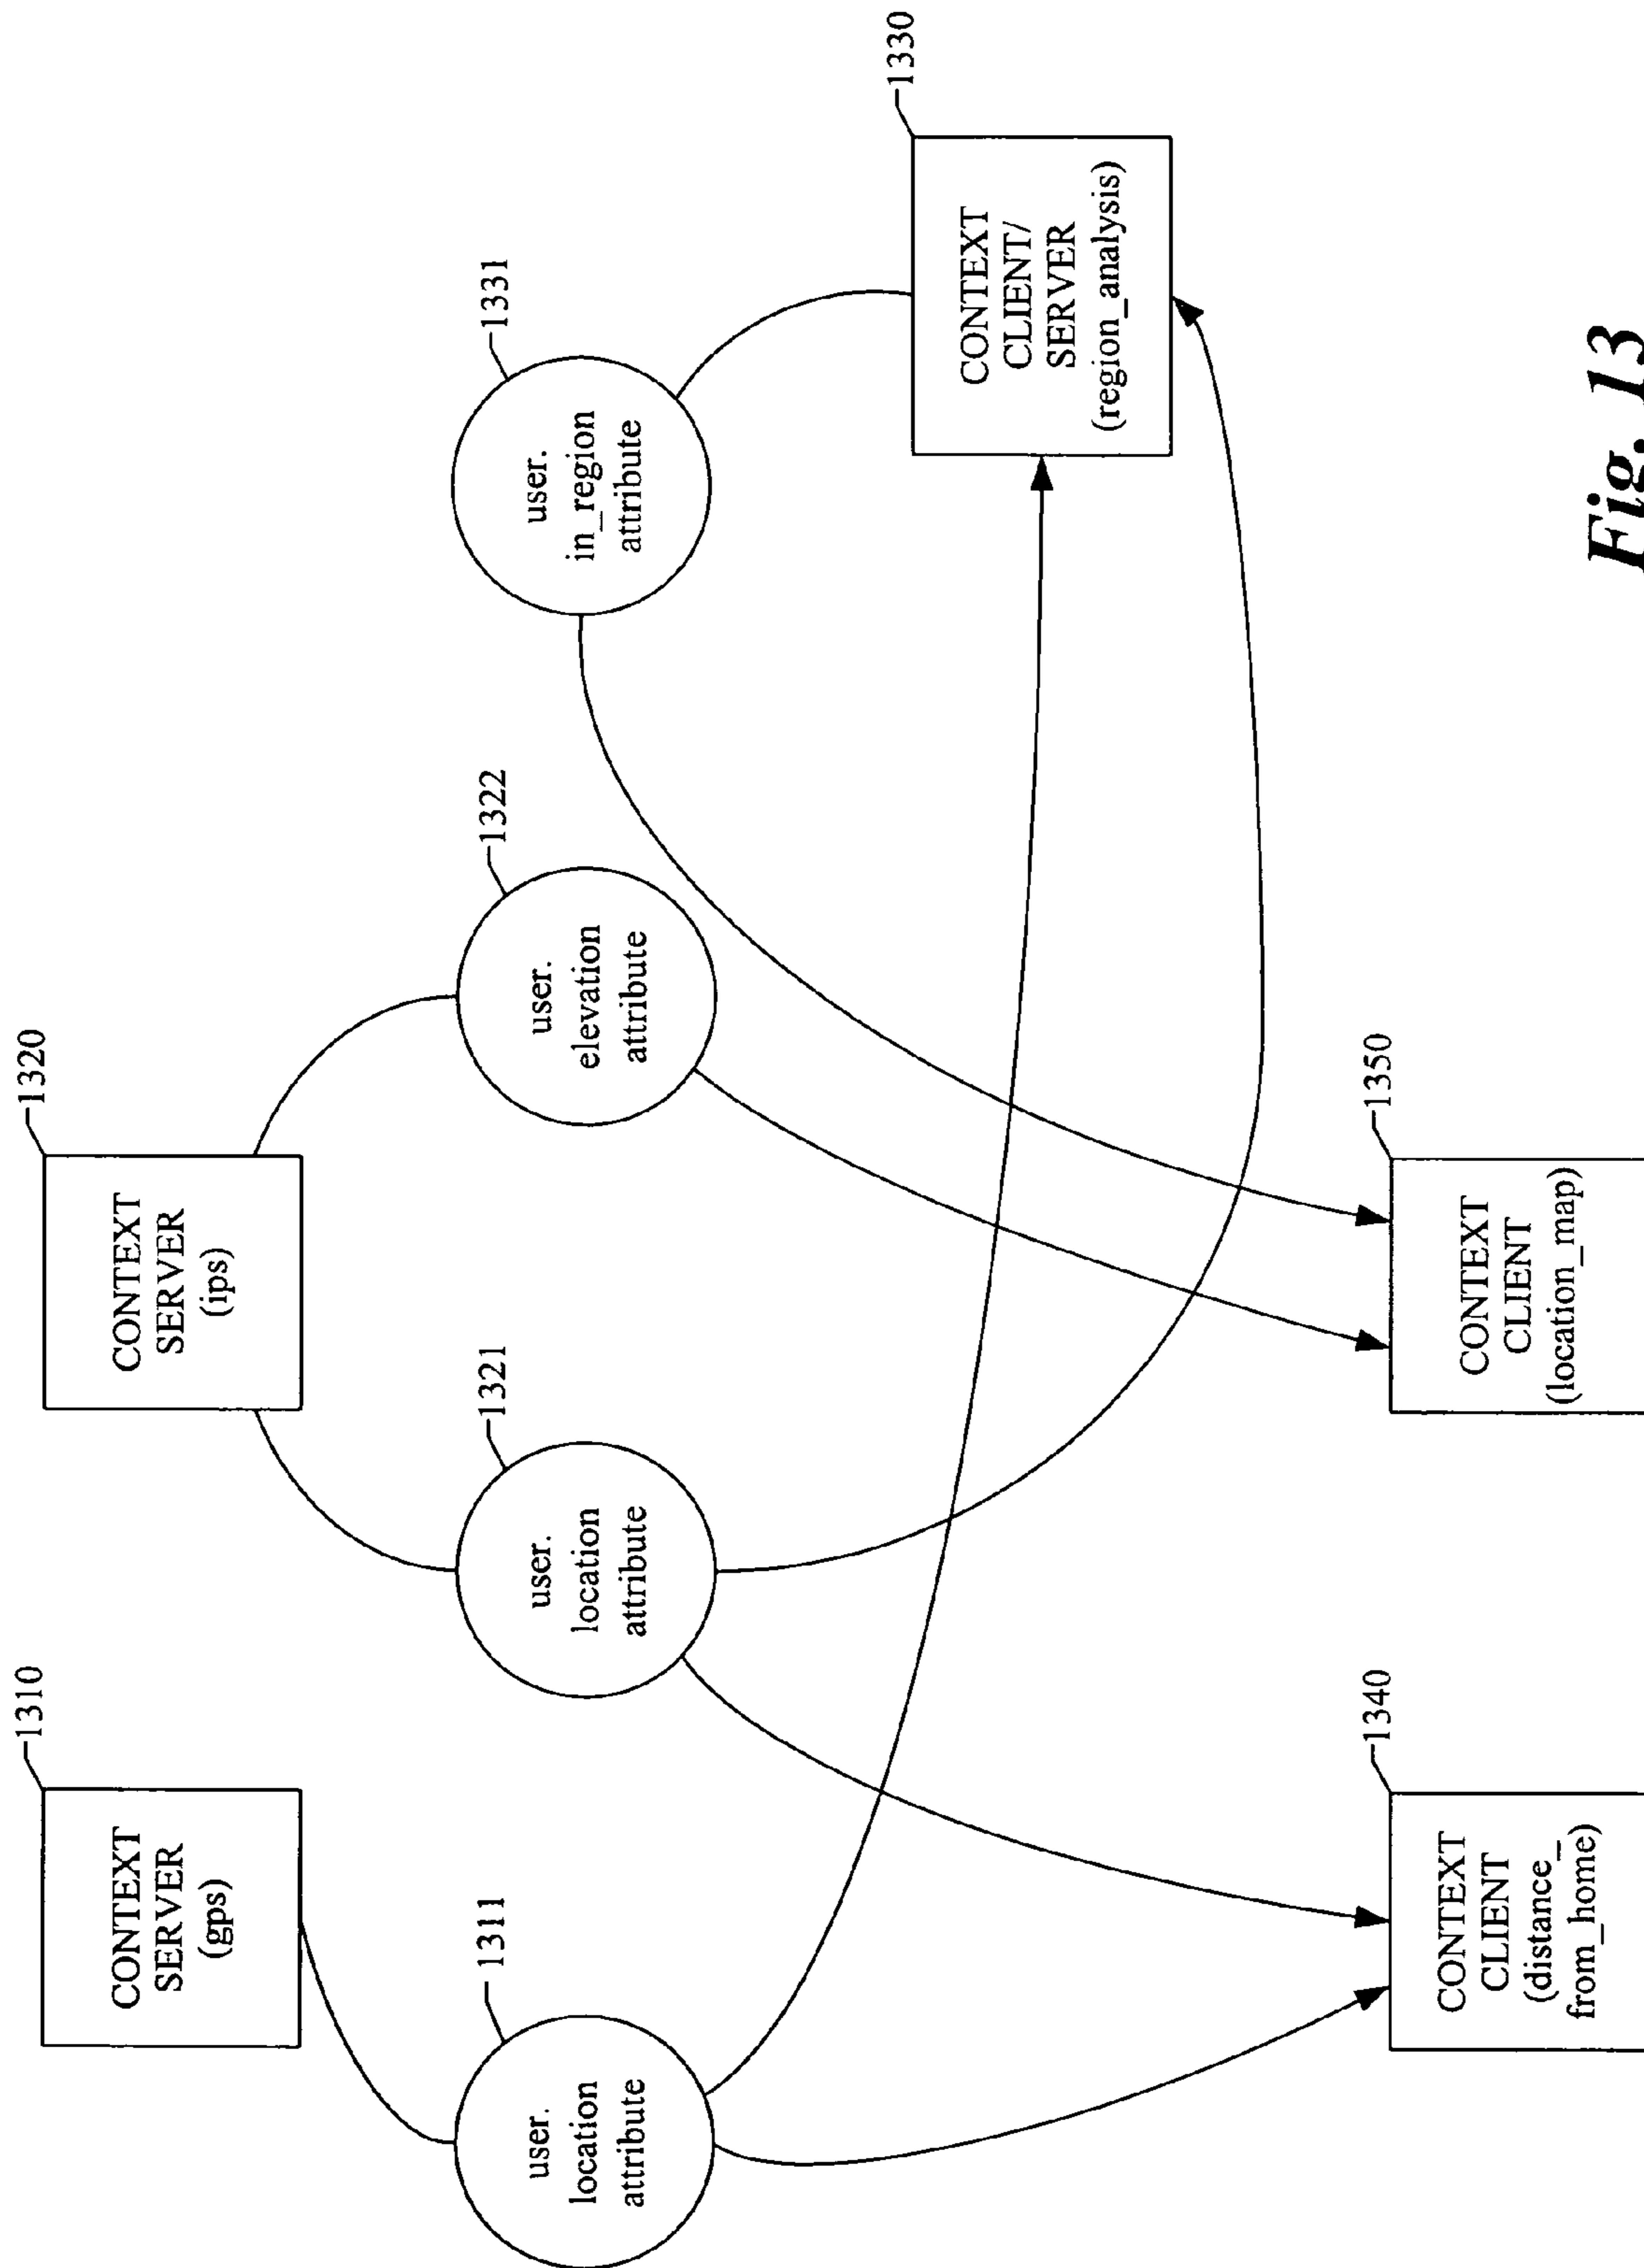 1310
CONTEXT
SERVER
(gps)
1320
CONTEXT
SERVER
(ips)
1311
user.
location
attribute
1321
user.
location
attribute
1322
user.
elevation
attribute
1331
user.
in_region
attribute
1330
CONTEXT
CLIENT/
SERVER
(region_analysis)
1340
CONTEXT
CLIENT
(distance_
from_home)
1350
CONTEXT
CLIENT
(location_map)
Fig. 13